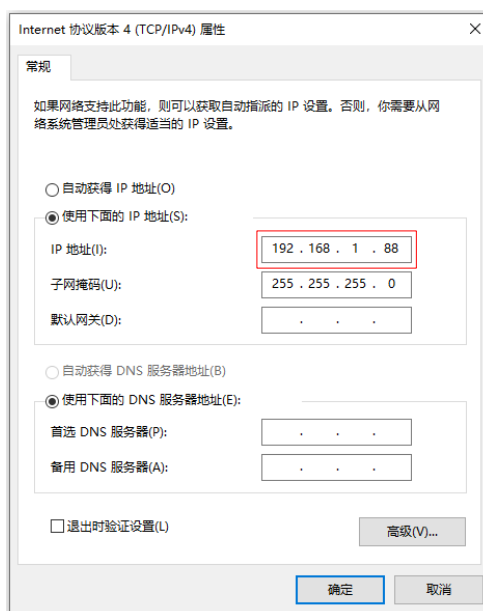 Internet 协议版本 4 (TCP/IPv4) 属性
常规
如果网络支持此功能，则可以获取自动指派的 IP 设置。否则，你需要从网
络系统管理员处获得适当的 IP 设置。
自动获得 IP 地址(O)
使用下面的 IP 地址(S):
IP 地址(I): 192 . 168 . 1 . 88
子网掩码(U): 255 . 255 . 255 . 0
默认网关(D): . . .
自动获得 DNS 服务器地址(B)
使用下面的 DNS 服务器地址(E):
首选 DNS 服务器(P): . . .
备用 DNS 服务器(A): . . .
退出时验证设置(L)
高级(V)...
确定 取消